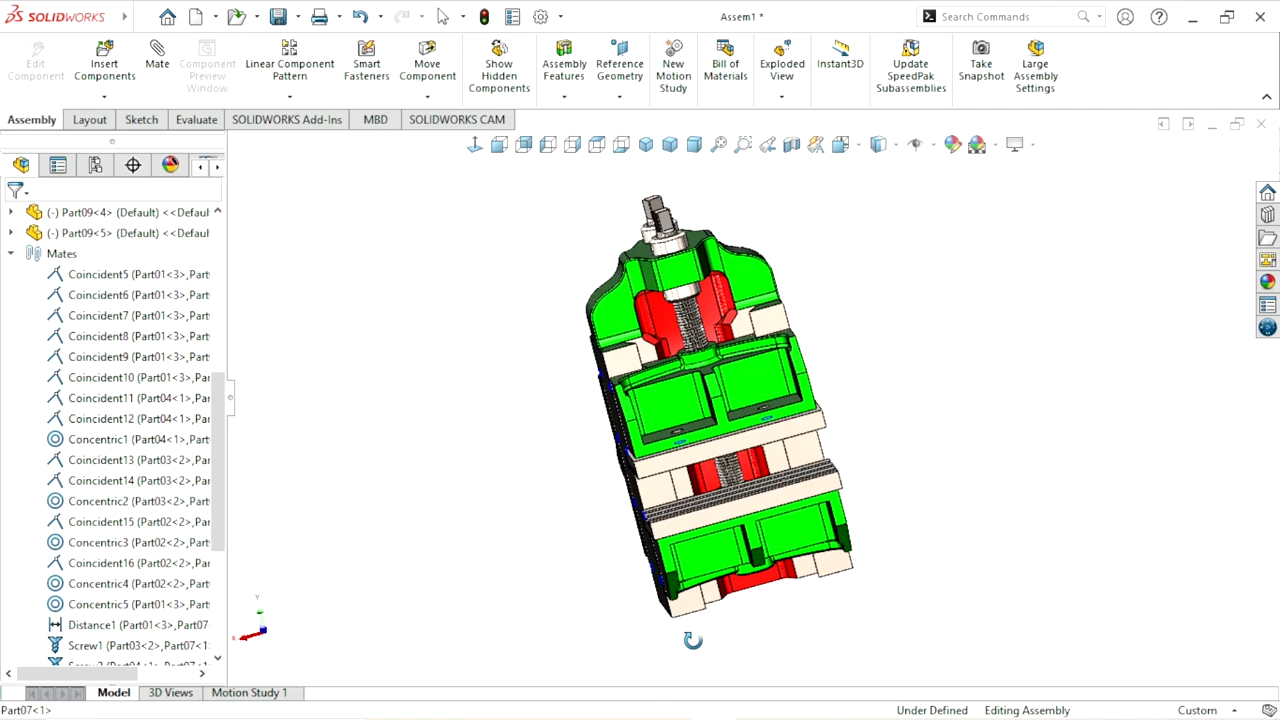 SOLIDWORKS
Assem1 *
Search Commands
Edit
Component
Insert
Components
Mate
Component
Preview
Window
Linear Component
Pattern
Smart
Fasteners
Move
Component
Show
Hidden
Components
Assembly
Features
Reference
Geometry
New
Motion
Study
Bill of
Materials
Exploded
View
Instant3D
Update
SpeedPak
Subassemblies
Take
Snapshot
Large
Assembly
Settings
Assembly
Layout
Sketch
Evaluate
SOLIDWORKS Add-Ins
MBD
SOLIDWORKS CAM
(-) Part09<4> (Default) <<Defaul
(-) Part09<5> (Default) <<Defaul
Mates
Coincident5 (Part01<3>,Part
Coincident6 (Part01<3>,Part
Coincident7 (Part01<3>,Part
Coincident8 (Part01<3>,Part
Coincident9 (Part01<3>,Part
Coincident10 (Part01<3>,Par
Coincident11 (Part04<1>,Par
Coincident12 (Part04<1>,Par
Concentric1 (Part04<1>,Part
Coincident13 (Part03<2>,Par
Coincident14 (Part03<2>,Par
Concentric2 (Part03<2>,Part
Coincident15 (Part02<2>,Par
Concentric3 (Part02<2>,Part
Coincident16 (Part02<2>,Par
Concentric4 (Part02<2>,Part
Concentric5 (Part01<3>,Part
Distance1 (Part01<3>,Part07
Screw1 (Part03<2>,Part07<1
Y
X
Model
3D Views
Motion Study 1
Part07<1>
Under Defined
Editing Assembly
Custom